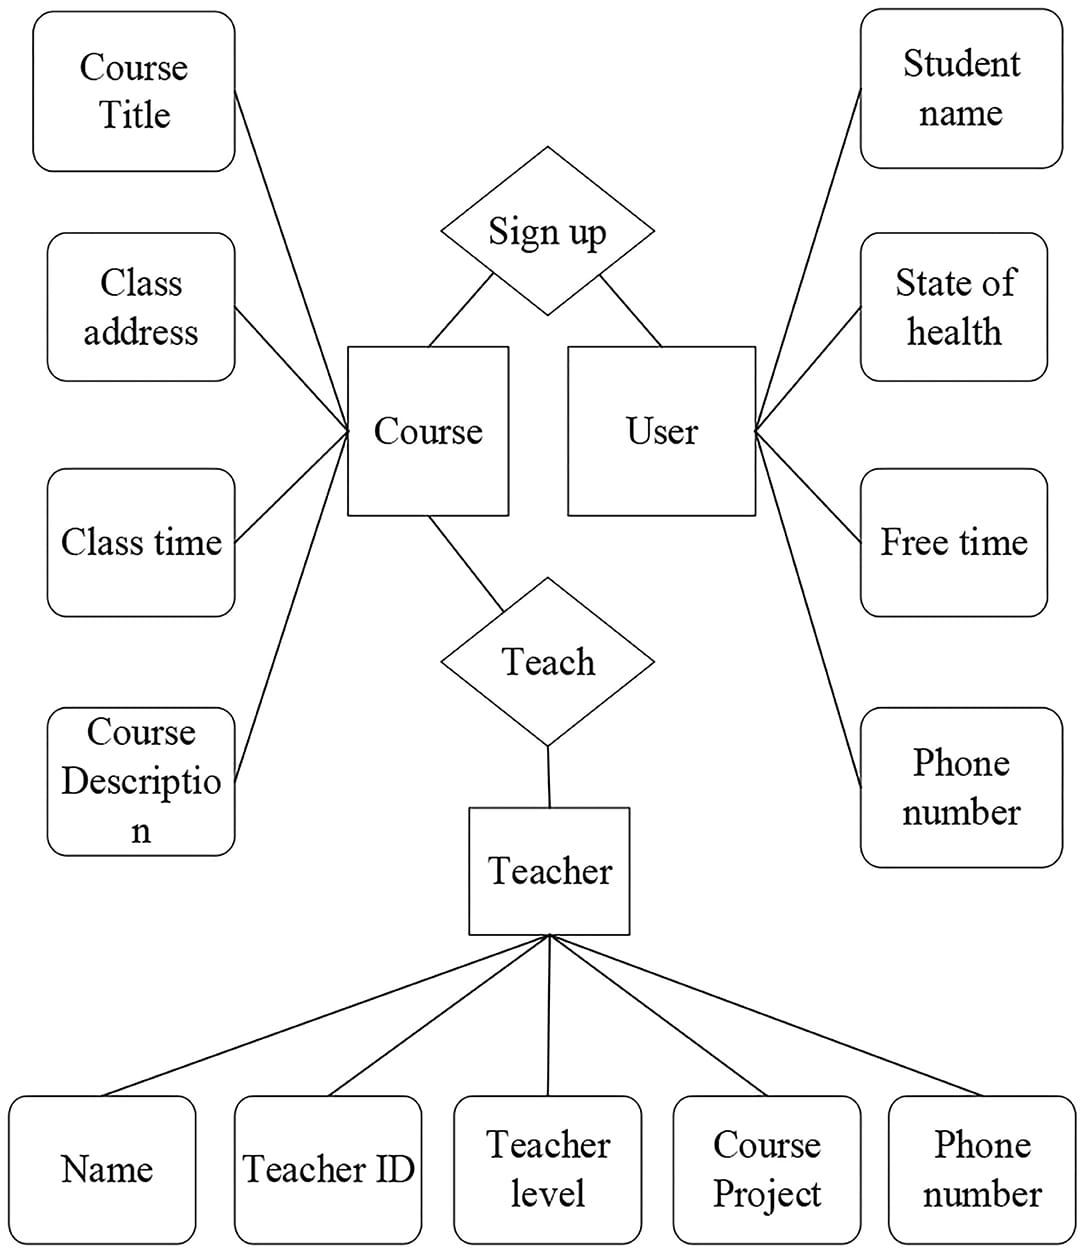 Course
Title
Student
name
Sign up
Class
address
State of
health
Course
User
Class time
Free time
Teach
Course
Descriptio
n
Phone
number
Teacher
Name
Teacher ID
Teacher
level
Course
Project
Phone
number